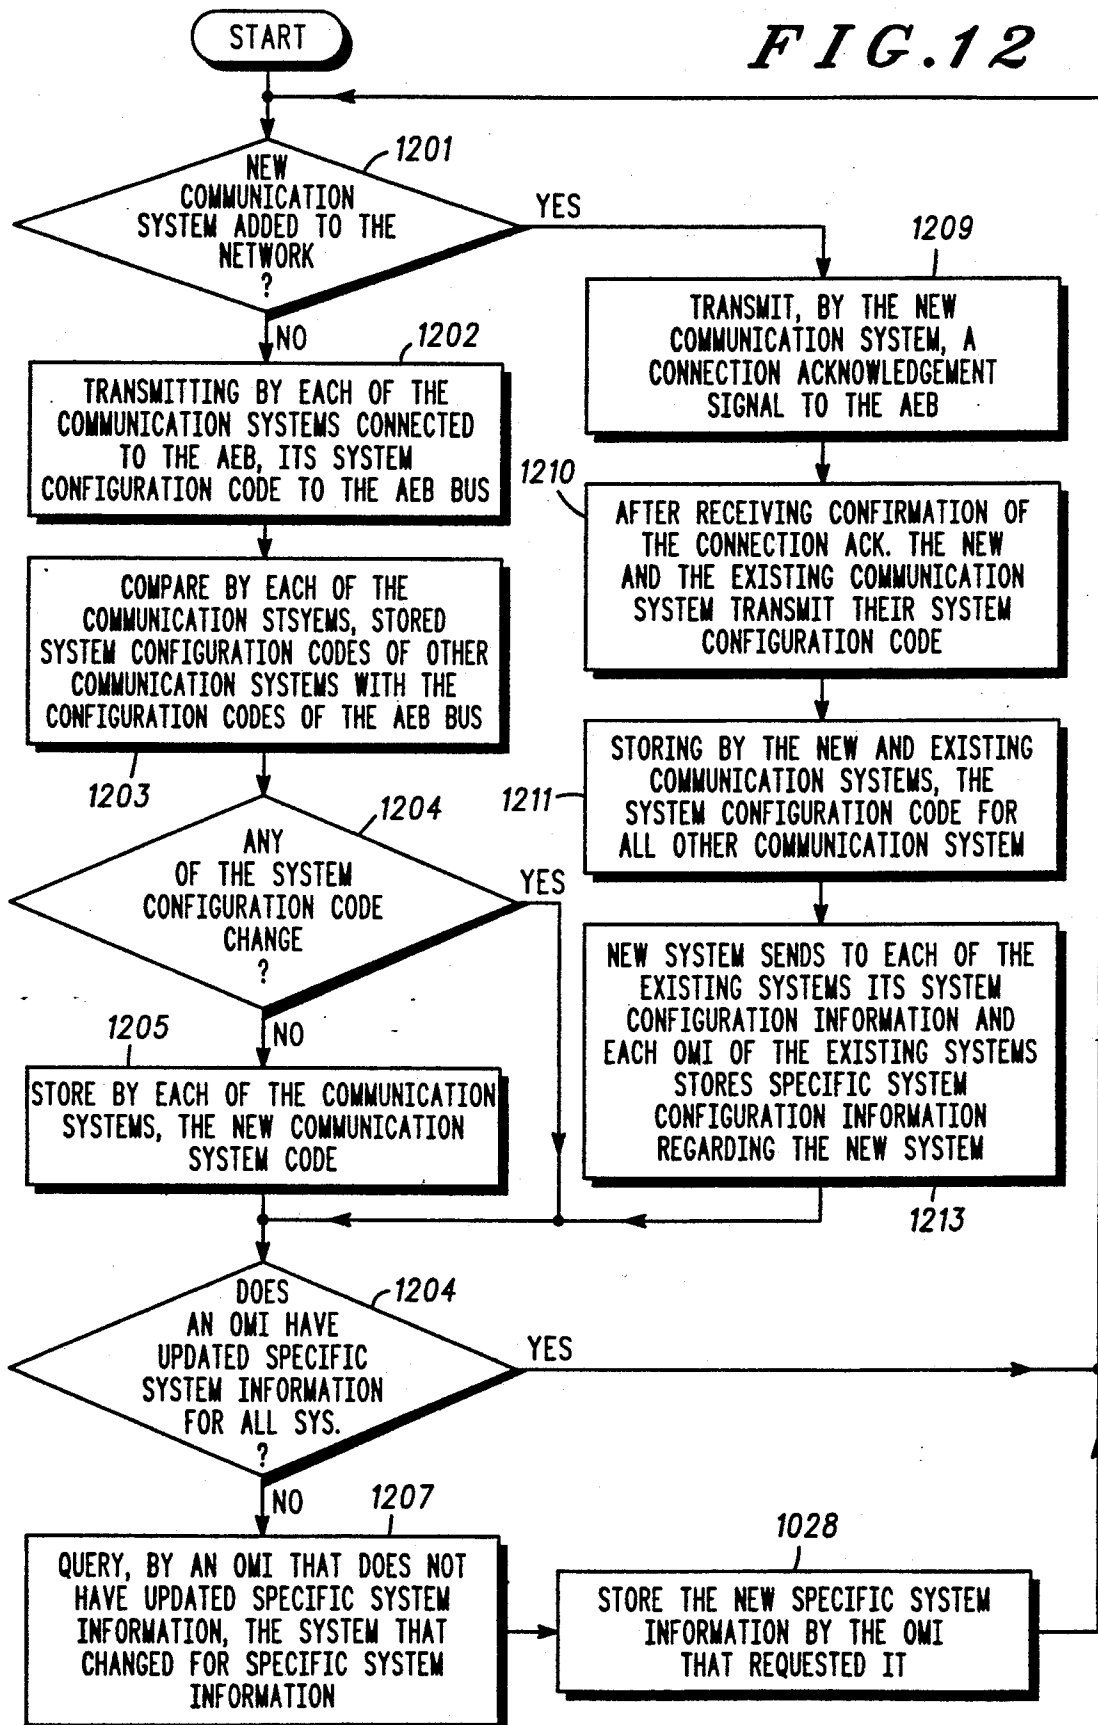 START
FIG.12
1201
NEW
COMMUNICATION
SYSTEM ADDED TO THE
NETWORK
?
YES
NO
1202
TRANSMITTING BY EACH OF THE
COMMUNICATION SYSTEMS CONNECTED
TO THE AEB, ITS SYSTEM
CONFIGURATION CODE TO THE AEB BUS
COMPARE BY EACH OF THE
COMMUNICATION STSYEMS, STORED
SYSTEM CONFIGURATION CODES OF OTHER
COMMUNICATION SYSTEMS WITH THE
CONFIGURATION CODES OF THE AEB BUS
1203
1204
ANY
OF THE SYSTEM
CONFIGURATION CODE
CHANGE
?
YES
NO
1205
STORE BY EACH OF THE COMMUNICATION
SYSTEMS, THE NEW COMMUNICATION
SYSTEM CODE
1209
TRANSMIT, BY THE NEW
COMMUNICATION SYSTEM, A
CONNECTION ACKNOWLEDGEMENT
SIGNAL TO THE AEB
1210
AFTER RECEIVING CONFIRMATION OF
THE CONNECTION ACK. THE NEW
AND THE EXISTING COMMUNICATION
SYSTEM TRANSMIT THEIR SYSTEM
CONFIGURATION CODE
1211
STORING BY THE NEW AND EXISTING
COMMUNICATION SYSTEMS, THE
SYSTEM CONFIGURATION CODE FOR
ALL OTHER COMMUNICATION SYSTEM
NEW SYSTEM SENDS TO EACH OF THE
EXISTING SYSTEMS ITS SYSTEM
CONFIGURATION INFORMATION AND
EACH OMI OF THE EXISTING SYSTEMS
STORES SPECIFIC SYSTEM
CONFIGURATION INFORMATION
REGARDING THE NEW SYSTEM
1213
1204
DOES
AN OMI HAVE
UPDATED SPECIFIC
SYSTEM INFORMATION
FOR ALL SYS.
?
YES
NO
1207
QUERY, BY AN OMI THAT DOES NOT
HAVE UPDATED SPECIFIC SYSTEM
INFORMATION, THE SYSTEM THAT
CHANGED FOR SPECIFIC SYSTEM
INFORMATION
1028
STORE THE NEW SPECIFIC SYSTEM
INFORMATION BY THE OMI
THAT REQUESTED IT